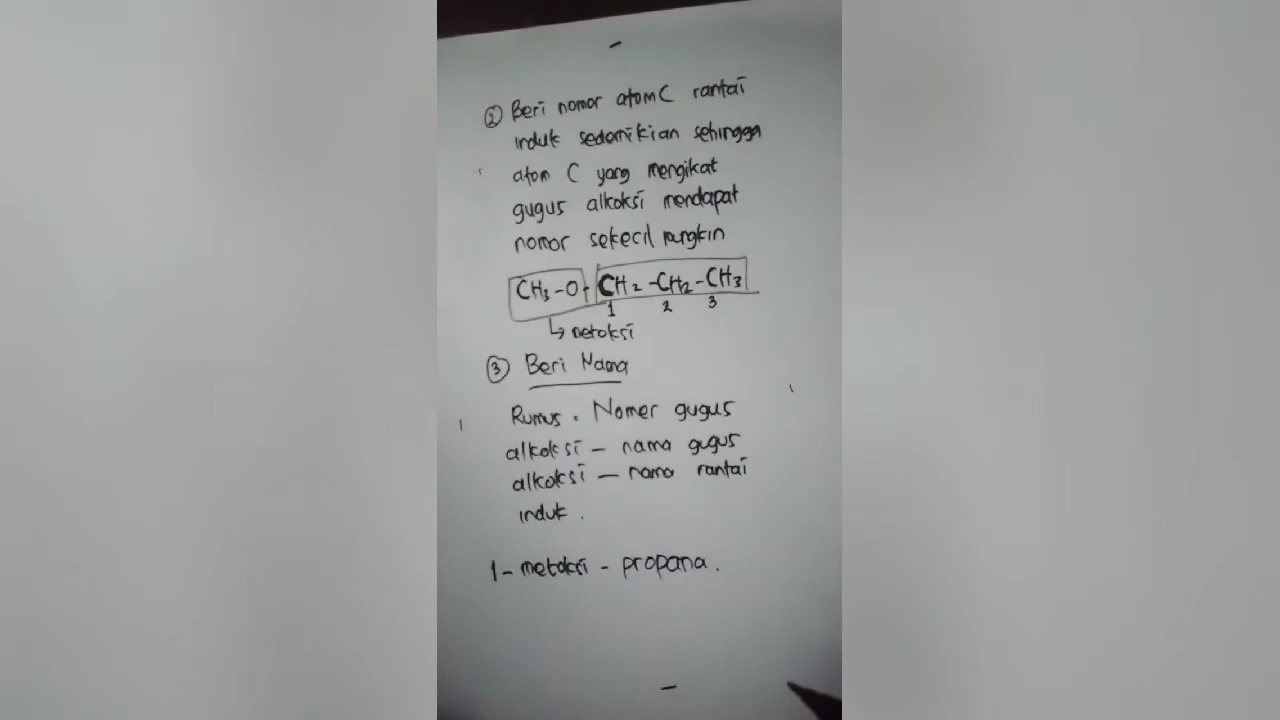 ② Beri nomor atom C rantai
induk sedemikian sehingga
atom C yang mengikat
gugus alkoksi mendapat
nomor sekecil mungkin
CH₃-O-CH₂-CH₂-CH₃
1 2 3
↳ metoksi
③ Beri Nama
Rumus = Nomer gugus
alkoksi - nama gugus
alkoksi - nama rantai
induk.
1-metoksi-propana.